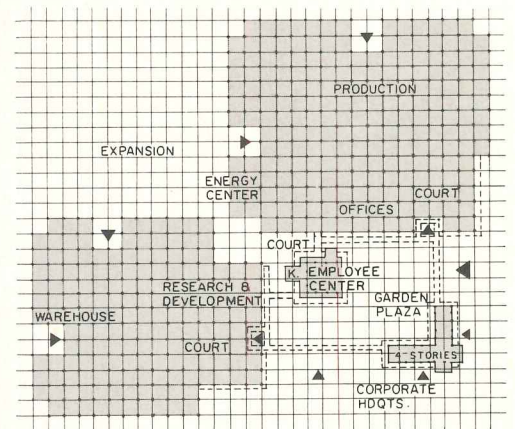 PRODUCTION
EXPANSION
ENERGY
CENTER
COURT
OFFICES
COURT
K.
EMPLOYEE
CENTER
RESEARCH &
DEVELOPMENT
GARDEN
PLAZA
WAREHOUSE
COURT
4-STORIES
CORPORATE
HDQTS.